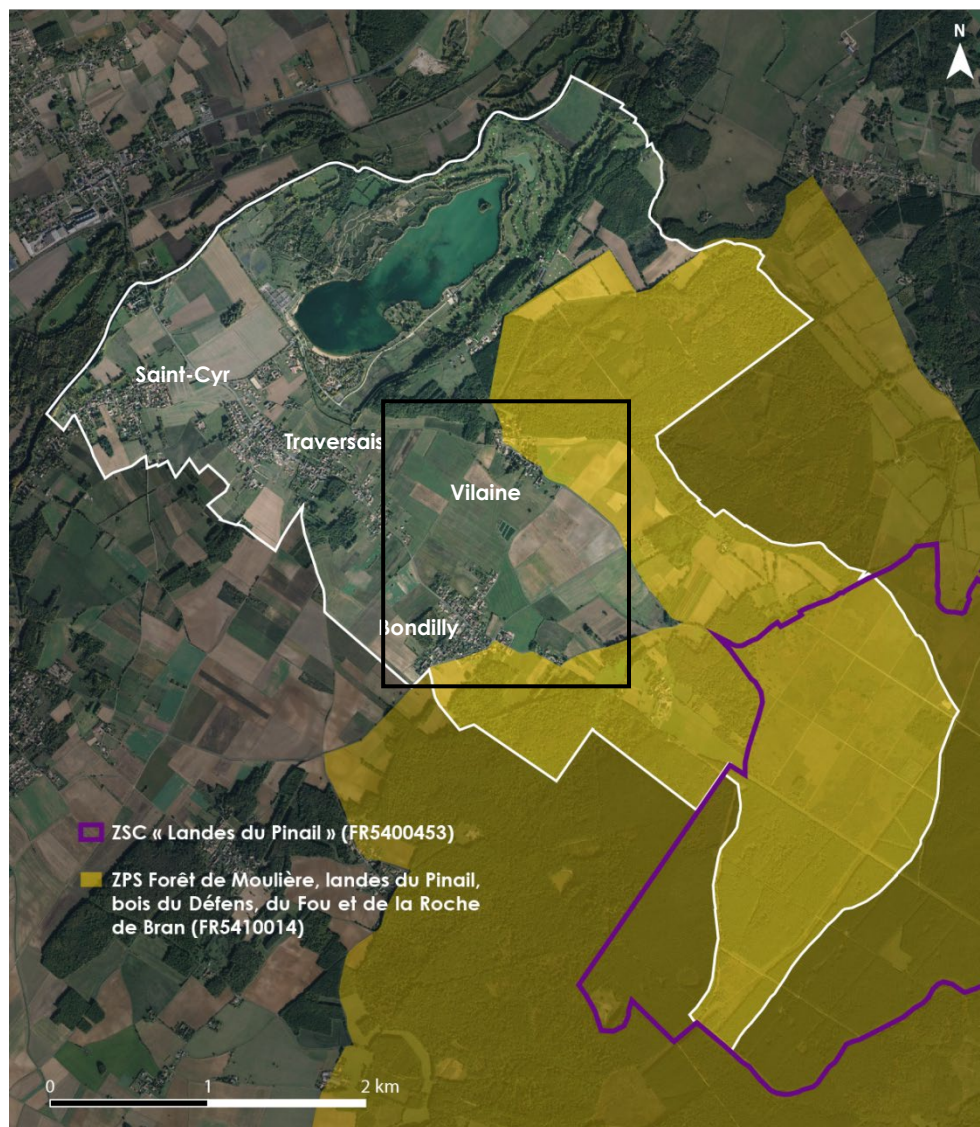 N
Saint-Cyr
Traversais
Vilaine
Bondilly
ZSC « Landes du Pinail » (FR5400453)
ZPS Forêt de Moulière, landes du Pinail,
bois du Défens, du Fou et de la Roche
de Bran (FR5410014)
0 1 2 km